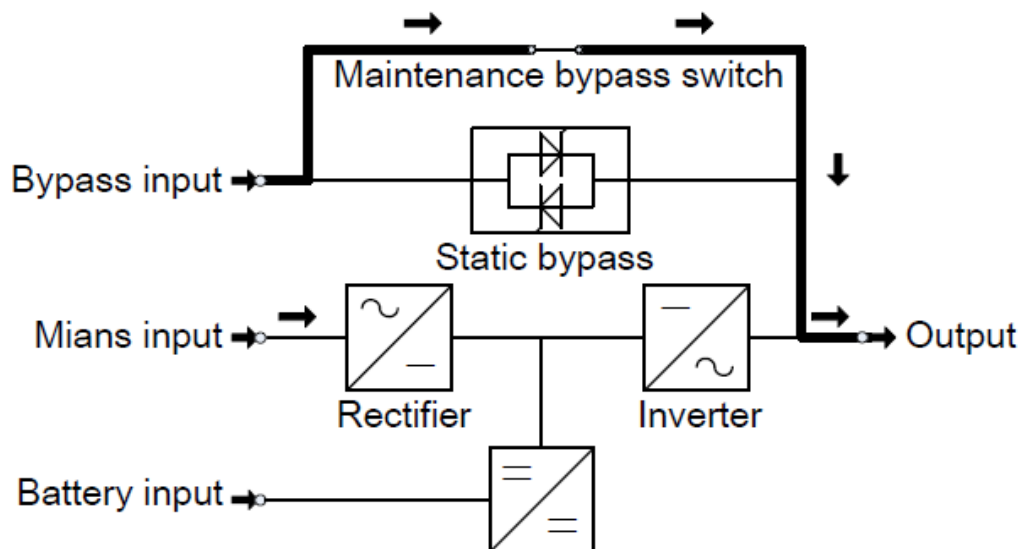 Maintenance bypass switch
Bypass input
Static bypass
Mians input
Output
Rectifier
Inverter
Battery input